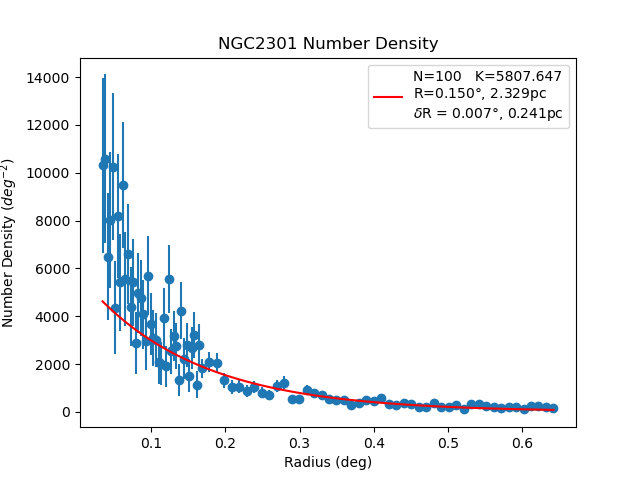 NGC2301 Number Density
N=100 K=5807.647
R=0.150°, 2.329pc
δR = 0.007°, 0.241pc
Number Density (deg⁻²)
14000
12000
10000
8000
6000
4000
2000
0
0.1 0.2 0.3 0.4 0.5 0.6
Radius (deg)